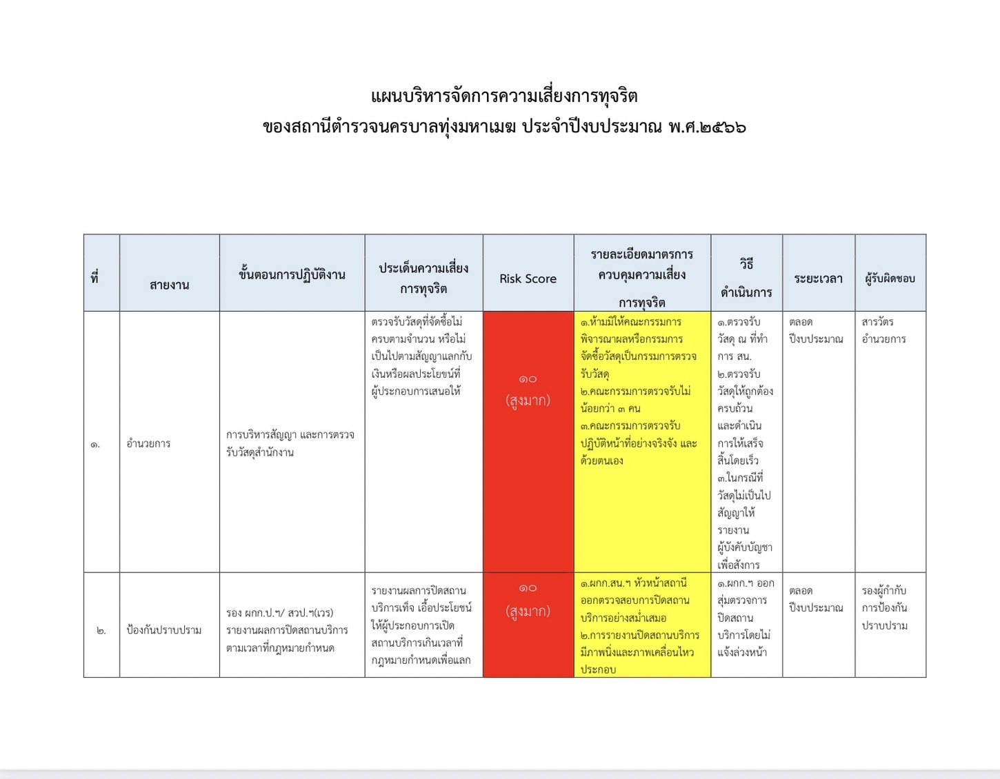 แผนบริหารจัดการความเสี่ยงการทุจริต
ของสถานีตำรวจนครบาลทุ่งมหาเมฆ ประจำปีงบประมาณ พ.ศ.๒๕๖๖
ที่
สายงาน
ขั้นตอนการปฏิบัติงาน
ประเด็นความเสี่ยง
การทุจริต
Risk Score
รายละเอียดมาตรการ
ควบคุมความเสี่ยง
การทุจริต
วิธี
ดำเนินการ
ระยะเวลา
ผู้รับผิดชอบ
๑.
อำนวยการ
การบริหารสัญญา และการตรวจ
รับวัสดุสำนักงาน
ตรวจรับวัสดุที่จัดซื้อไม่
ครบตามจำนวน หรือไม่
เป็นไปตามสัญญาแลกกับ
เงินหรือผลประโยขน์ที่
ผู้ประกอบการเสนอให้
๑๐
(สูงมาก)
๑.ห้ามมิให้คณะกรรมการ
พิจารณาผลหรือกรรมการ
จัดซื้อวัสดุเป็นกรรมการตรวจ
รับวัสดุ
๒.คณะกรรมการตรวจรับไม่
น้อยกว่า ๓ คน
๓.คณะกรรมการตรวจรับ
ปฏิบัติหน้าที่อย่างจริงจัง และ
ด้วยตนเอง
๑.ตรวจรับ
วัสดุ ณ ที่ทำ
การ สน.
๒.ตรวจรับ
วัสดุให้ถูกต้อง
ครบถ้วน
และดำเนิน
การให้เสร็จ
สิ้นโดยเร็ว
๓.ในกรณีที่
วัสดุไม่เป็นไป
สัญญาให้
รายงาน
ผู้บังคับบัญชา
เพื่อสังการ
ตลอด
ปีงบประมาณ
สารวัตร
อำนวยการ
๒.
ป้องกันปราบปราม
รอง ผกก.ป.ฯ/ สวป.ฯ(เวร)
รายงานผลการปิดสถานบริการ
ตามเวลาที่กฎหมายกำหนด
รายงานผลการปิดสถาน
บริการเท็จ เอื้อประโยชน์
ให้ผู้ประกอบการเปิด
สถานบริการเกินเวลาที่
กฎหมายกำหนดเพื่อแลก
๑๐
(สูงมาก)
๑.ผกก.สน.ฯ หัวหน้าสถานี
ออกตรวจสอบการปิดสถาน
บริการอย่างสม่ำเสมอ
๒.การรายงานปิดสถานบริการ
มีภาพนิ่งและภาพเคลื่อนไหว
ประกอบ
๑.ผกก.ฯ ออก
สุ่มตรวจการ
ปิดสถาน
บริการโดยไม่
แจ้งล่วงหน้า
ตลอด
ปีงบประมาณ
รองผู้กำกับ
การป้องกัน
ปราบปราม